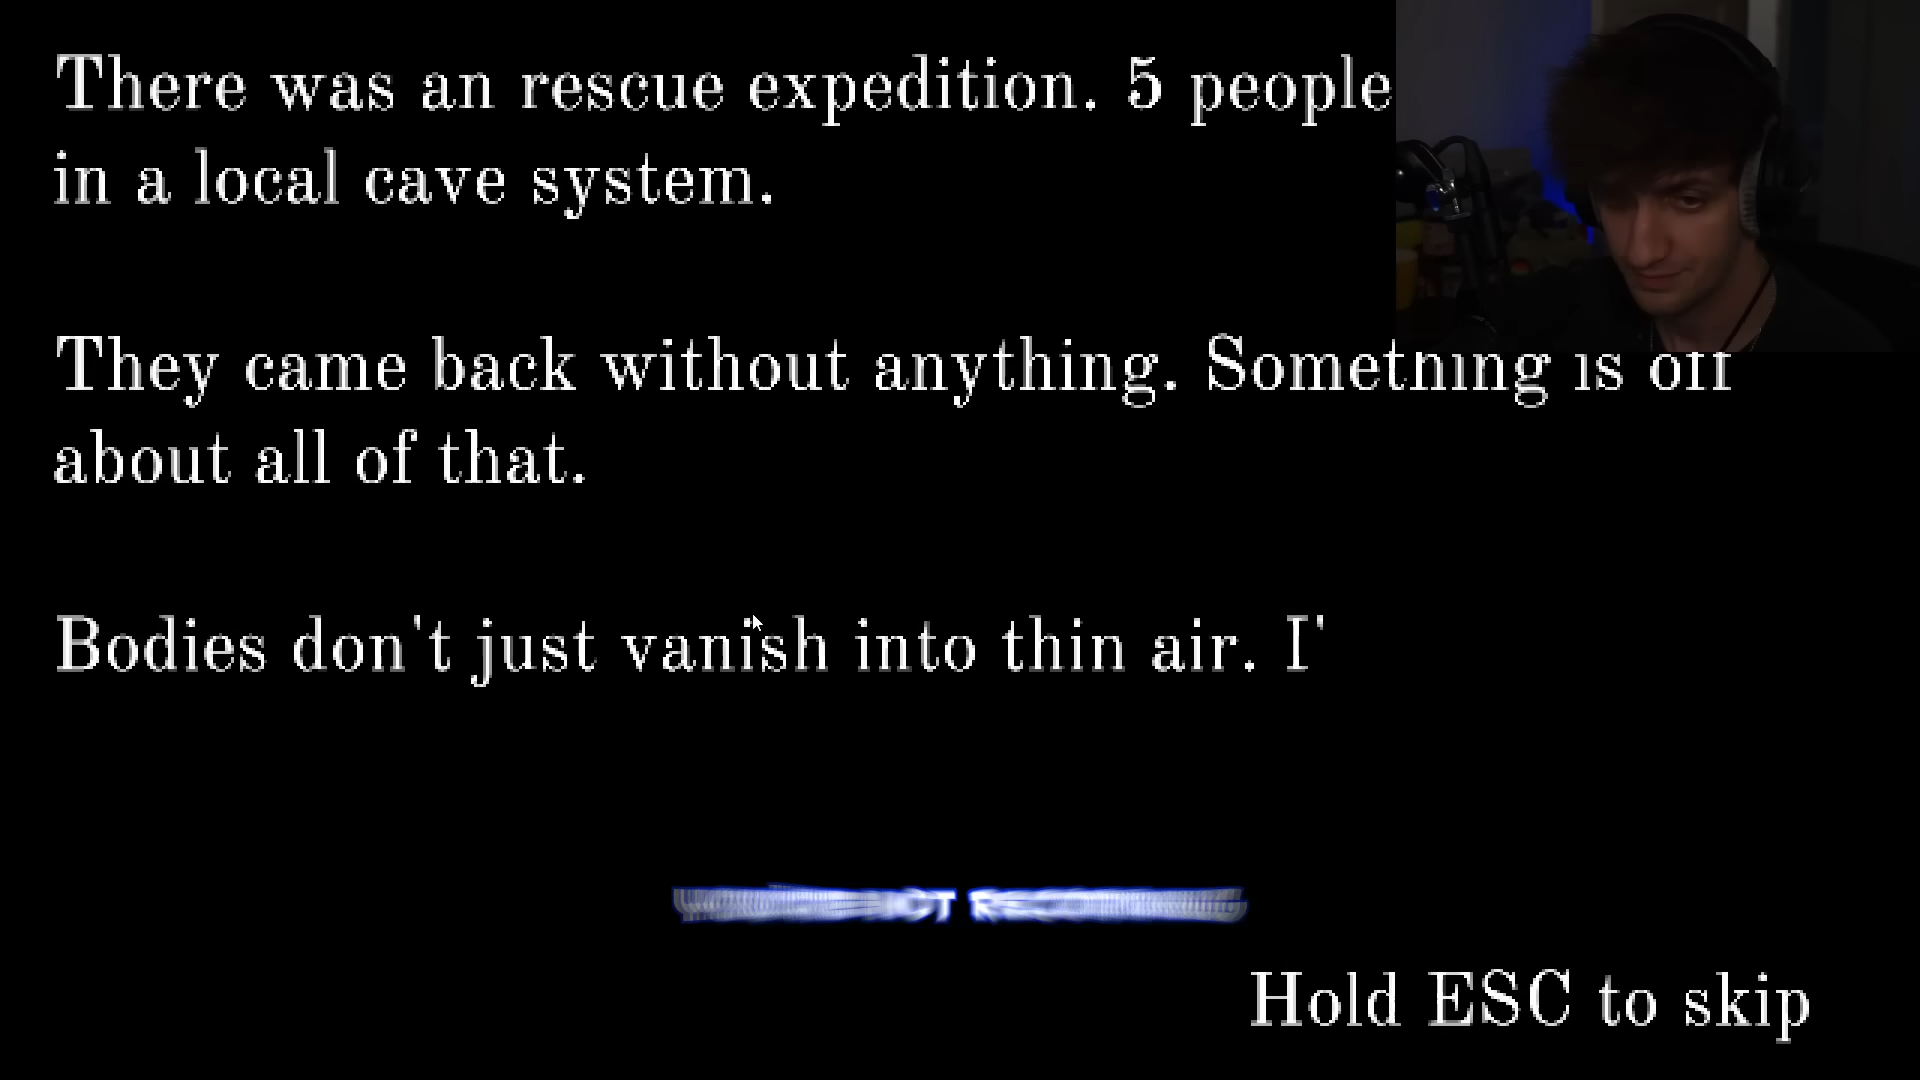 There was an rescue expedition. 5 people
in a local cave system.
They came back without anything. Something is off
about all of that.
Bodies don't just vanish into thin air. I'
Hold ESC to skip